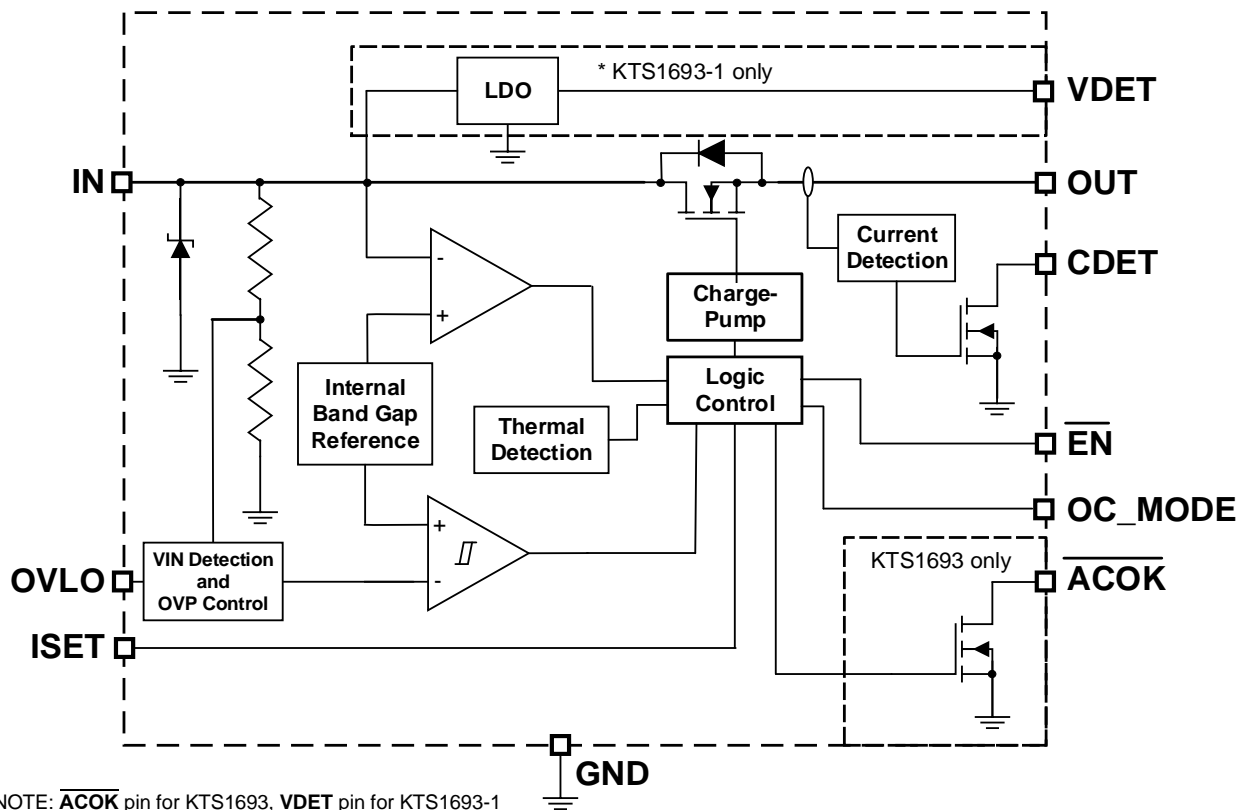 * KTS1693-1 only
LDO
VDET
IN
OUT
Current
Detection
CDET
-
+
Charge-
Pump
Internal
Band Gap
Reference
Logic
Control
Thermal
Detection
EN
OC_MODE
+
-
KTS1693 only
ACOK
OVLO
VIN Detection
and
OVP Control
ISET
GND
NOTE: ACOK pin for KTS1693, VDET pin for KTS1693-1